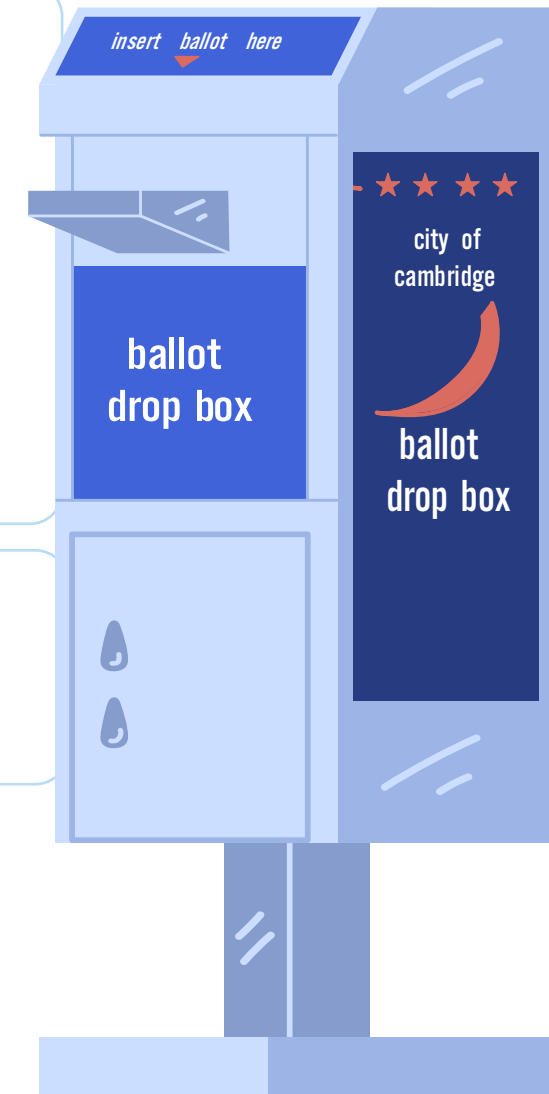 insert ballot here
ballot
drop box
city of
cambridge
ballot
drop box